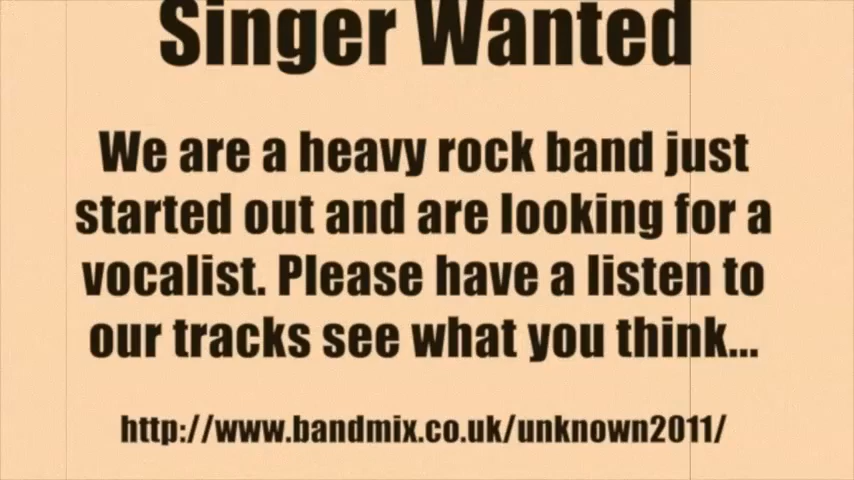 Singer Wanted
We are a heavy rock band just
started out and are looking for a
vocalist. Please have a listen to
our tracks see what you think...
http://www.bandmix.co.uk/unknown2011/